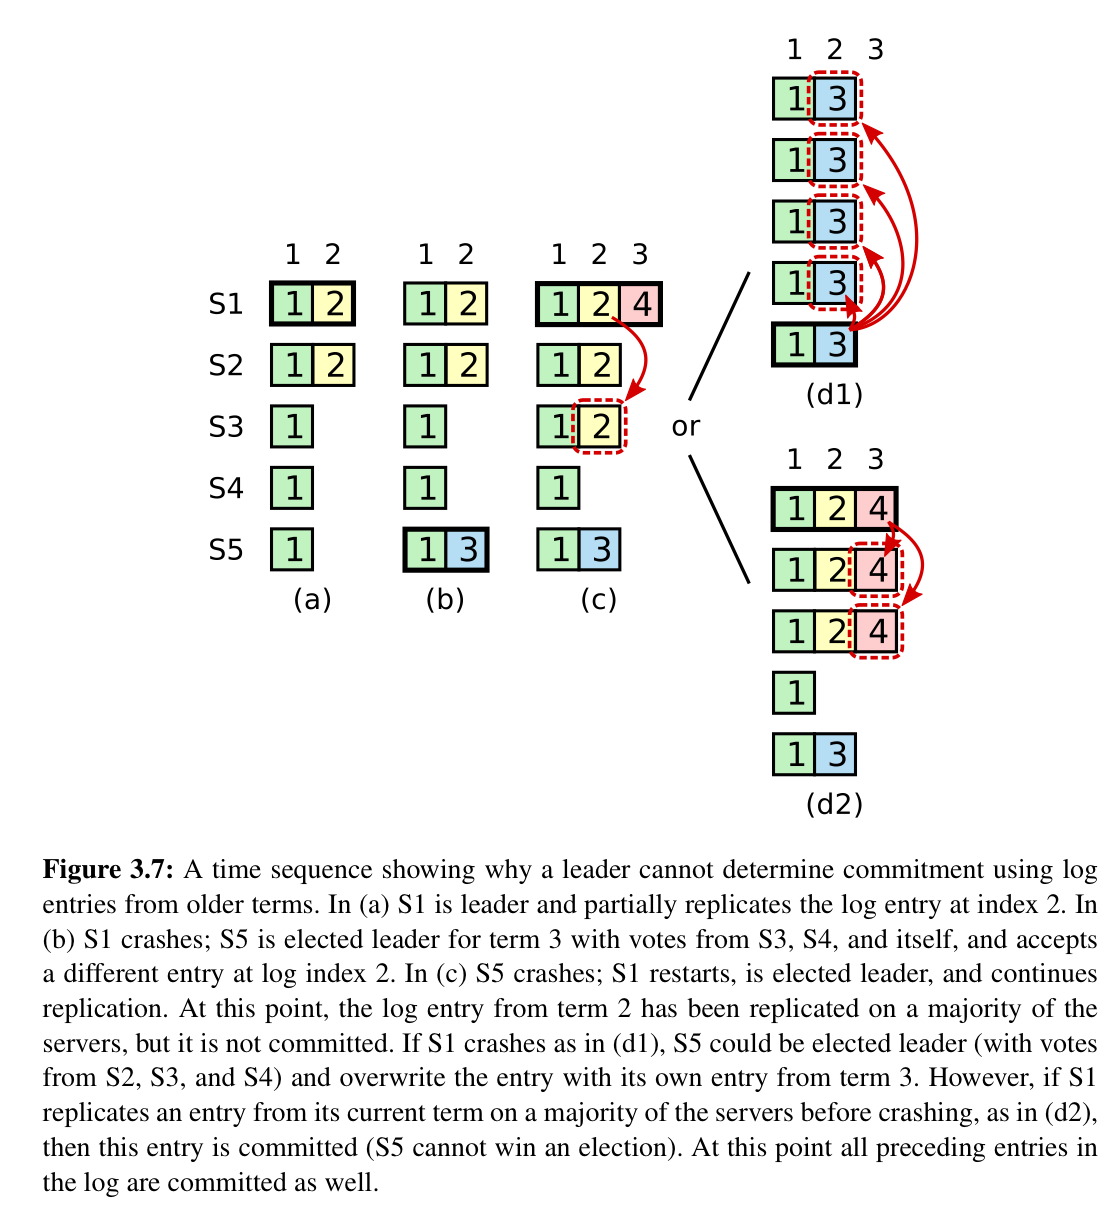 1 2
S1 1 2
S2 1 2
S3 1
S4 1
S5 1
(a)
1 2
1 2
1 2
1
1
1 3
(b)
1 2 3
1 2 4
1 2
1 2
1
1 3
(c)
or
1 2 3
1 3
1 3
1 3
1 3
1 3
(d1)
1 2 3
1 2 4
1 2 4
1 2 4
1
1 3
(d2)
Figure 3.7: A time sequence showing why a leader cannot determine commitment using log
entries from older terms. In (a) S1 is leader and partially replicates the log entry at index 2. In
(b) S1 crashes; S5 is elected leader for term 3 with votes from S3, S4, and itself, and accepts
a different entry at log index 2. In (c) S5 crashes; S1 restarts, is elected leader, and continues
replication. At this point, the log entry from term 2 has been replicated on a majority of the
servers, but it is not committed. If S1 crashes as in (d1), S5 could be elected leader (with votes
from S2, S3, and S4) and overwrite the entry with its own entry from term 3. However, if S1
replicates an entry from its current term on a majority of the servers before crashing, as in (d2),
then this entry is committed (S5 cannot win an election). At this point all preceding entries in
the log are committed as well.